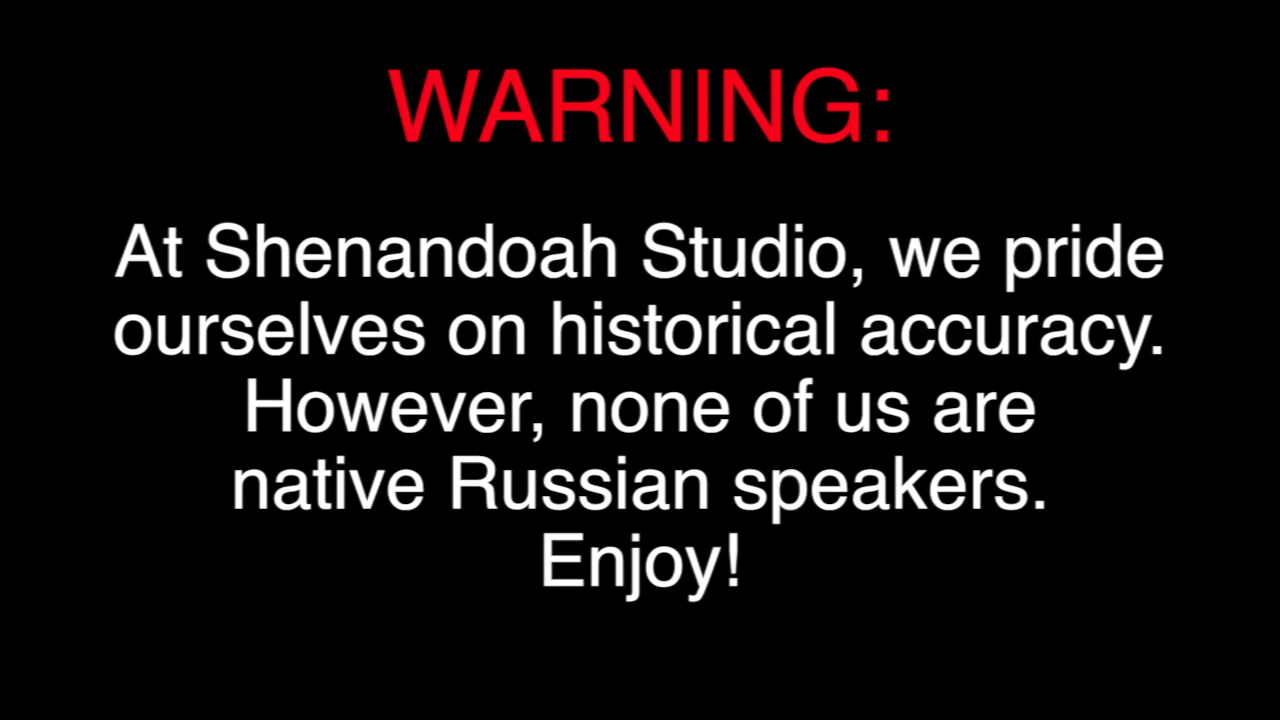 WARNING:
At Shenandoah Studio, we pride
ourselves on historical accuracy.
However, none of us are
native Russian speakers.
Enjoy!